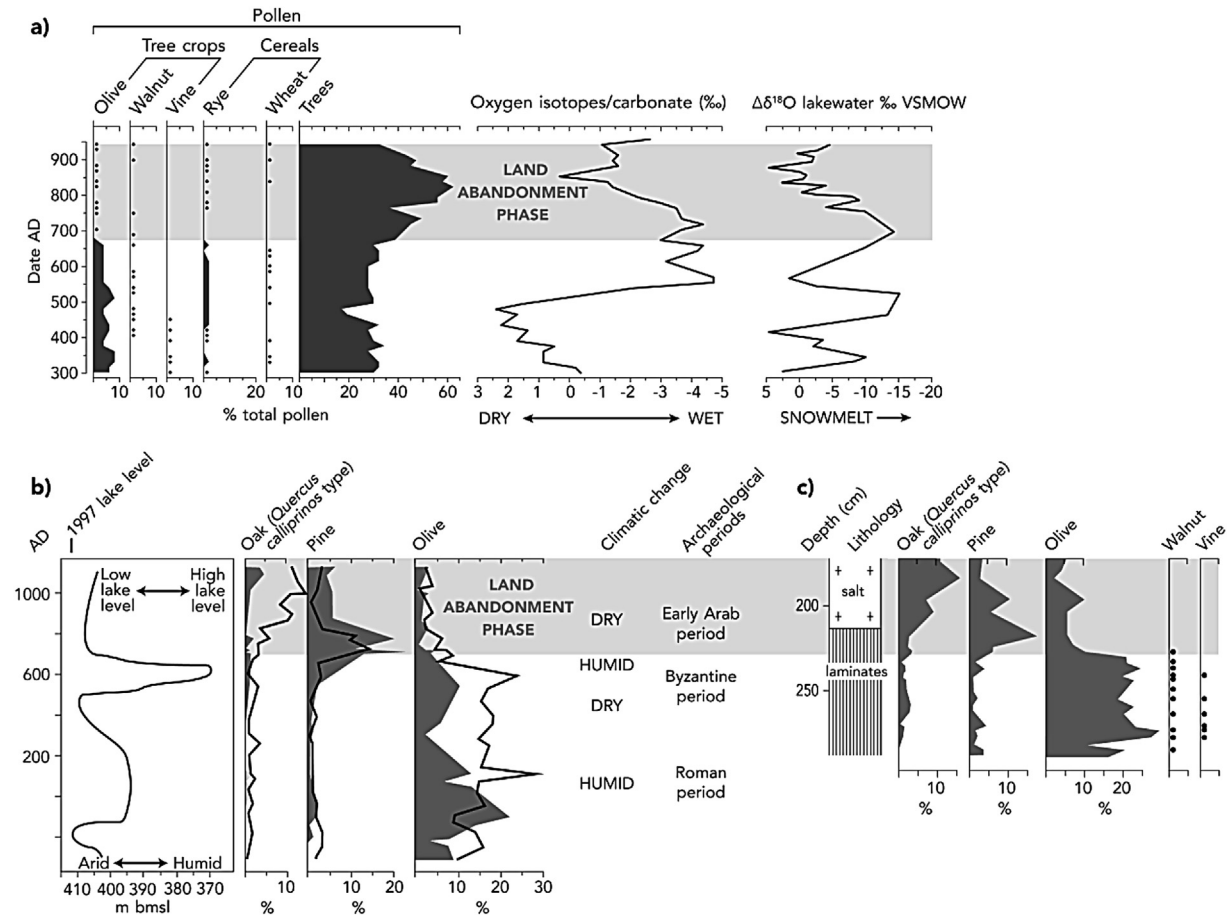 a)
Pollen
Tree crops
Cereals
Olive
Walnut
Vine
Rye
Wheat
Trees
Oxygen isotopes/carbonate (‰)
Δδ¹⁸O lakewater ‰ VSMOW
Date AD
900
800
700
600
500
400
300
LAND
ABANDONMENT
PHASE
10 10 10 20 10 20 40 60
% total pollen
3 2 1 0 -1 -2 -3 -4 -5
DRY WET
5 0 -5 -10 -15 -20
SNOWMELT
b)
1997 lake level
AD
Oak (Quercus
calliprinos type)
Pine
Olive
Climatic change
Archaeological
periods
1000
600
200
Low
lake
level
High
lake
level
Arid Humid
410 400 390 380 370
m bmsl
10
%
10 20
%
10 20 30
%
LAND
ABANDONMENT
PHASE
DRY
HUMID
DRY
HUMID
Early Arab
period
Byzantine
period
Roman
period
c)
Depth (cm)
Lithology
Oak (Quercus
calliprinos type)
Pine
Olive
Walnut
Vine
200
250
salt
laminates
10
%
10
%
20
%